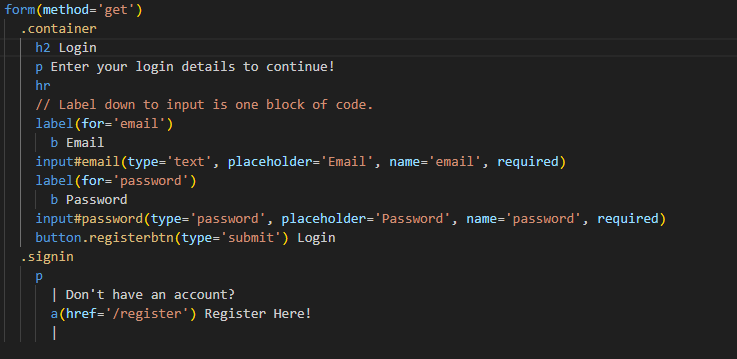 form(method='get')
.container
h2 Login
p Enter your login details to continue!
hr
// Label down to input is one block of code.
label(for='email')
b Email
input#email(type='text', placeholder='Email', name='email', required)
label(for='password')
b Password
input#password(type='password', placeholder='Password', name='password', required)
button.registerbtn(type='submit') Login
.signin
p
| Don't have an account?
a(href='/register') Register Here!
|